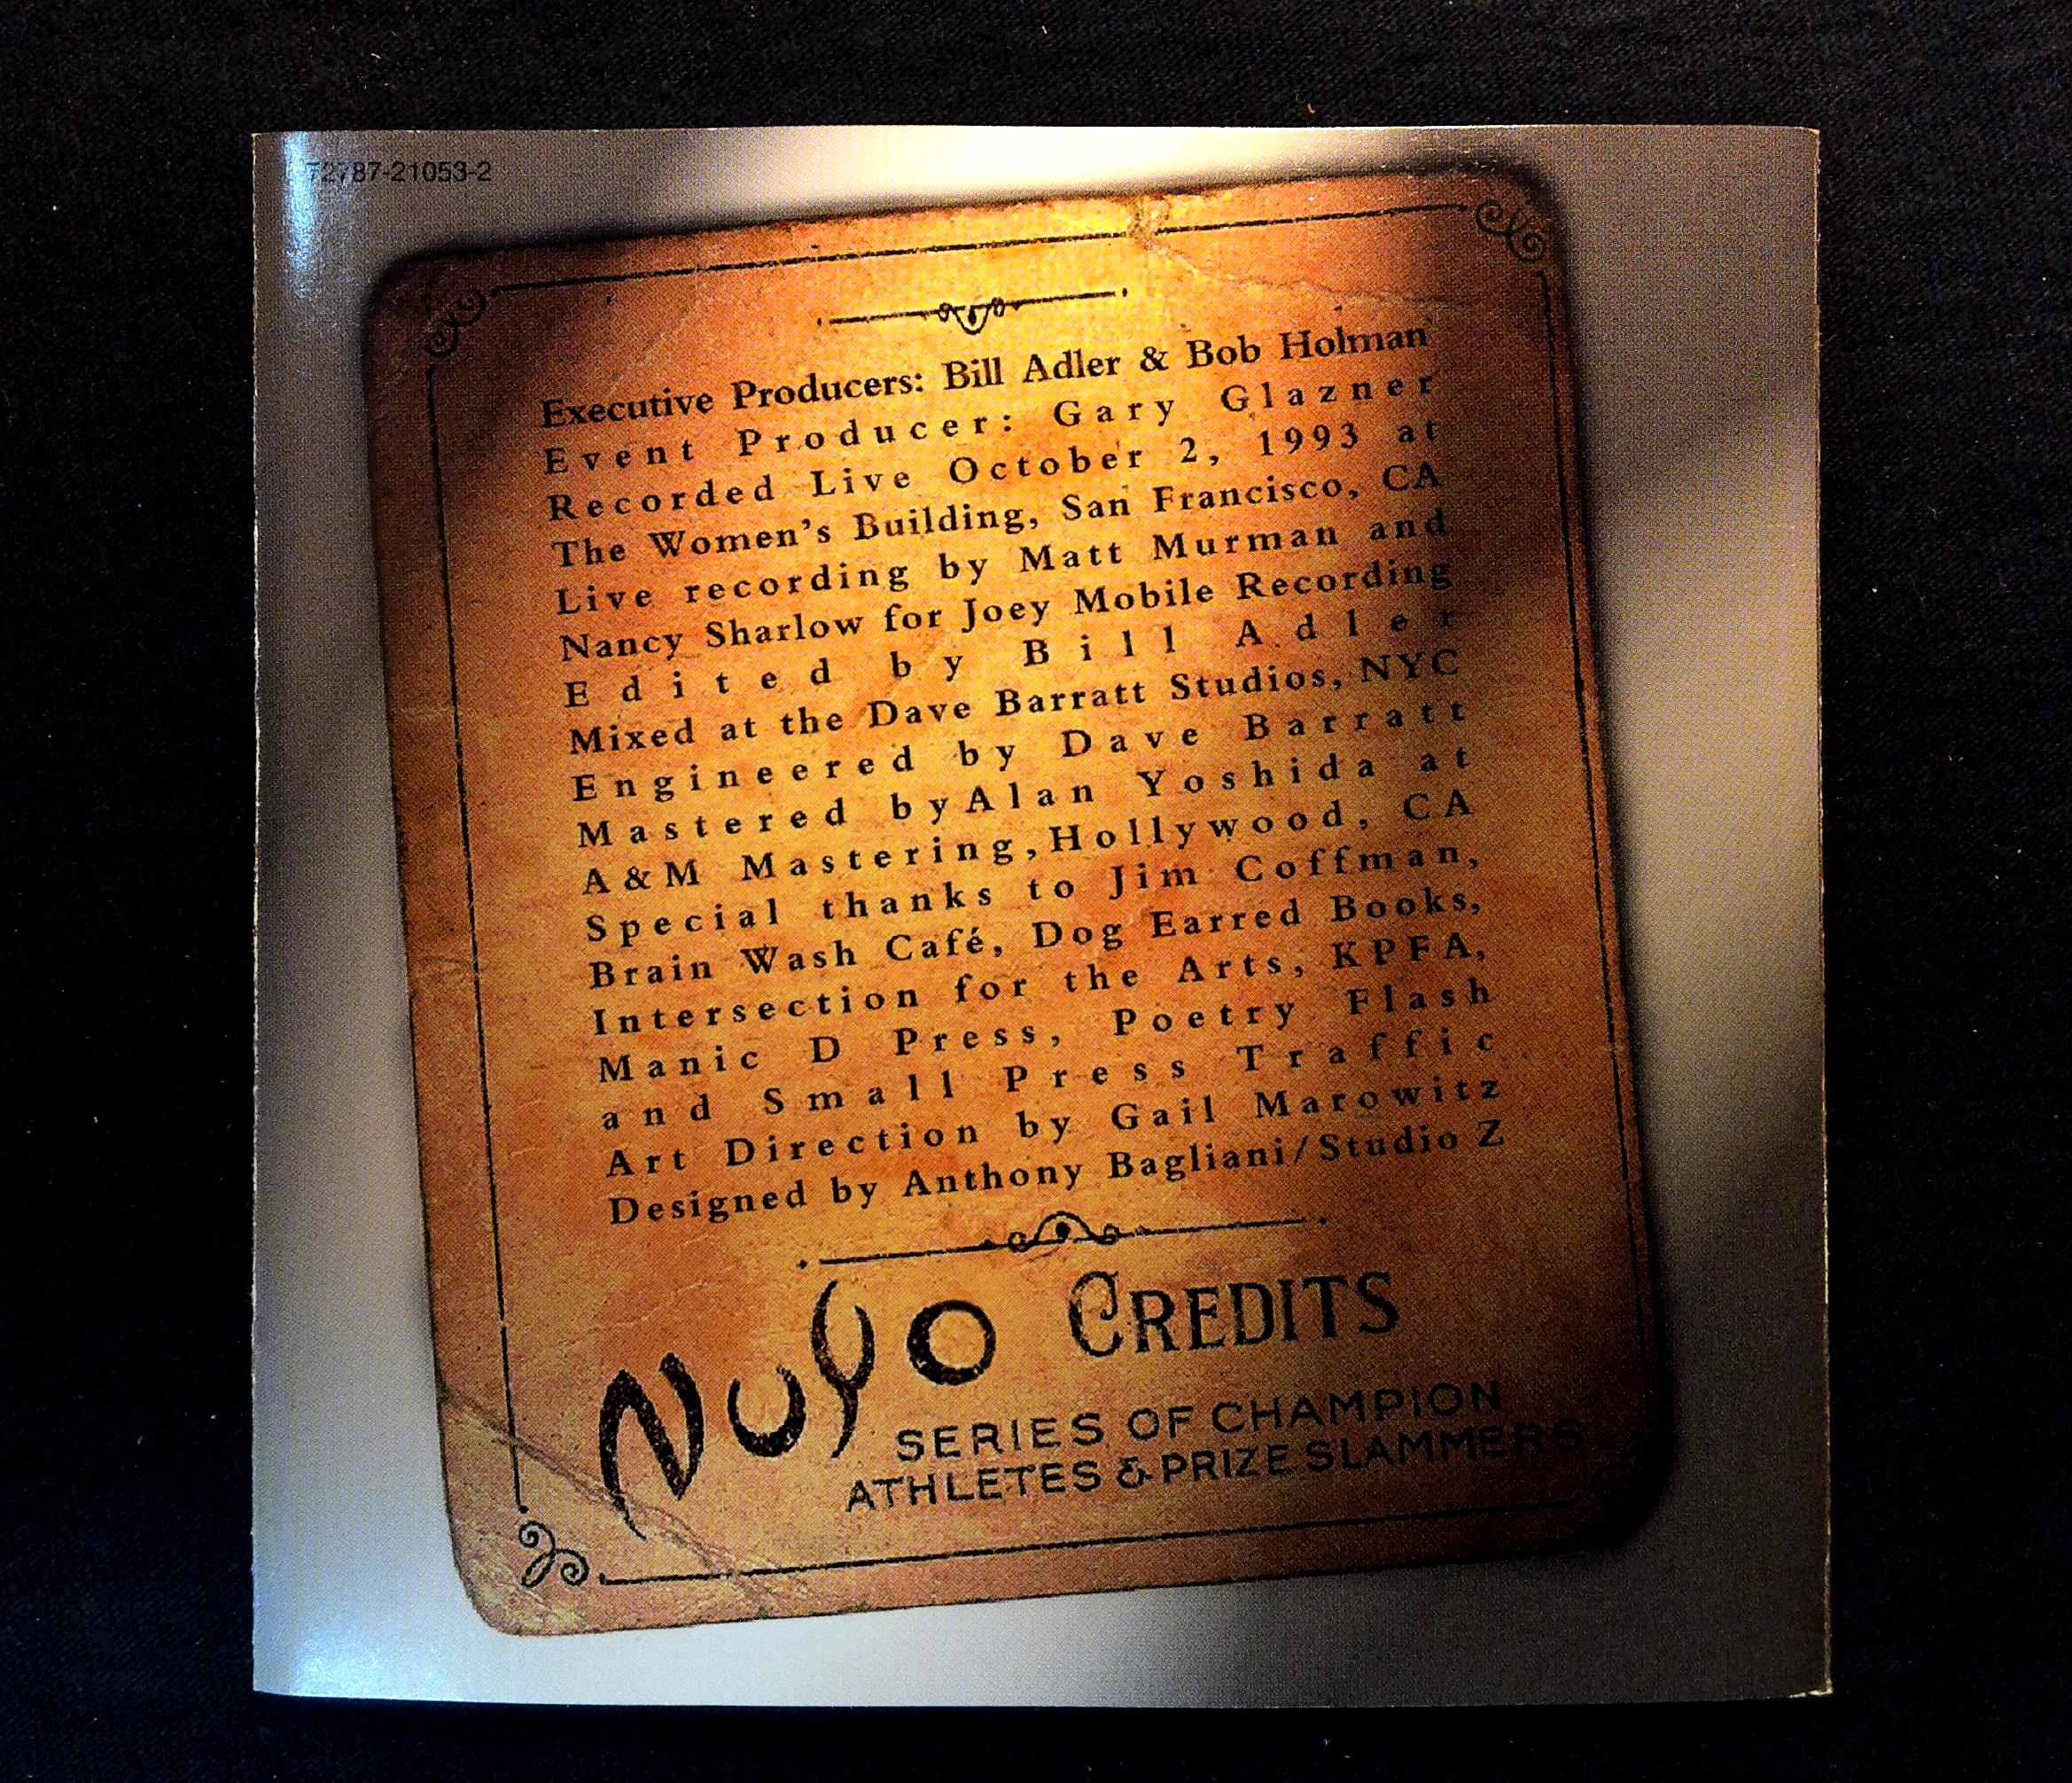 72787-21053-2
Executive Producers: Bill Adler & Bob Holman
Event Producer: Gary Glazner
Recorded Live October 2, 1993 at
The Women's Building, San Francisco, CA
Live recording by Matt Murman and
Nancy Sharlow for Joey Mobile Recording
Edited by Bill Adler
Mixed at the Dave Barratt Studios, NYC
Engineered by Dave Barratt
Mastered by Alan Yoshida at
A&M Mastering, Hollywood, CA
Special thanks to Jim Coffman,
Brain Wash Café, Dog Earred Books,
Intersection for the Arts, KPFA,
Manic D Press, Poetry Flash
and Small Press Traffic
Art Direction by Gail Marowitz
Designed by Anthony Bagliani/Studio Z
NuYo CREDITS
SERIES OF CHAMPION
ATHLETES & PRIZE SLAMMERS